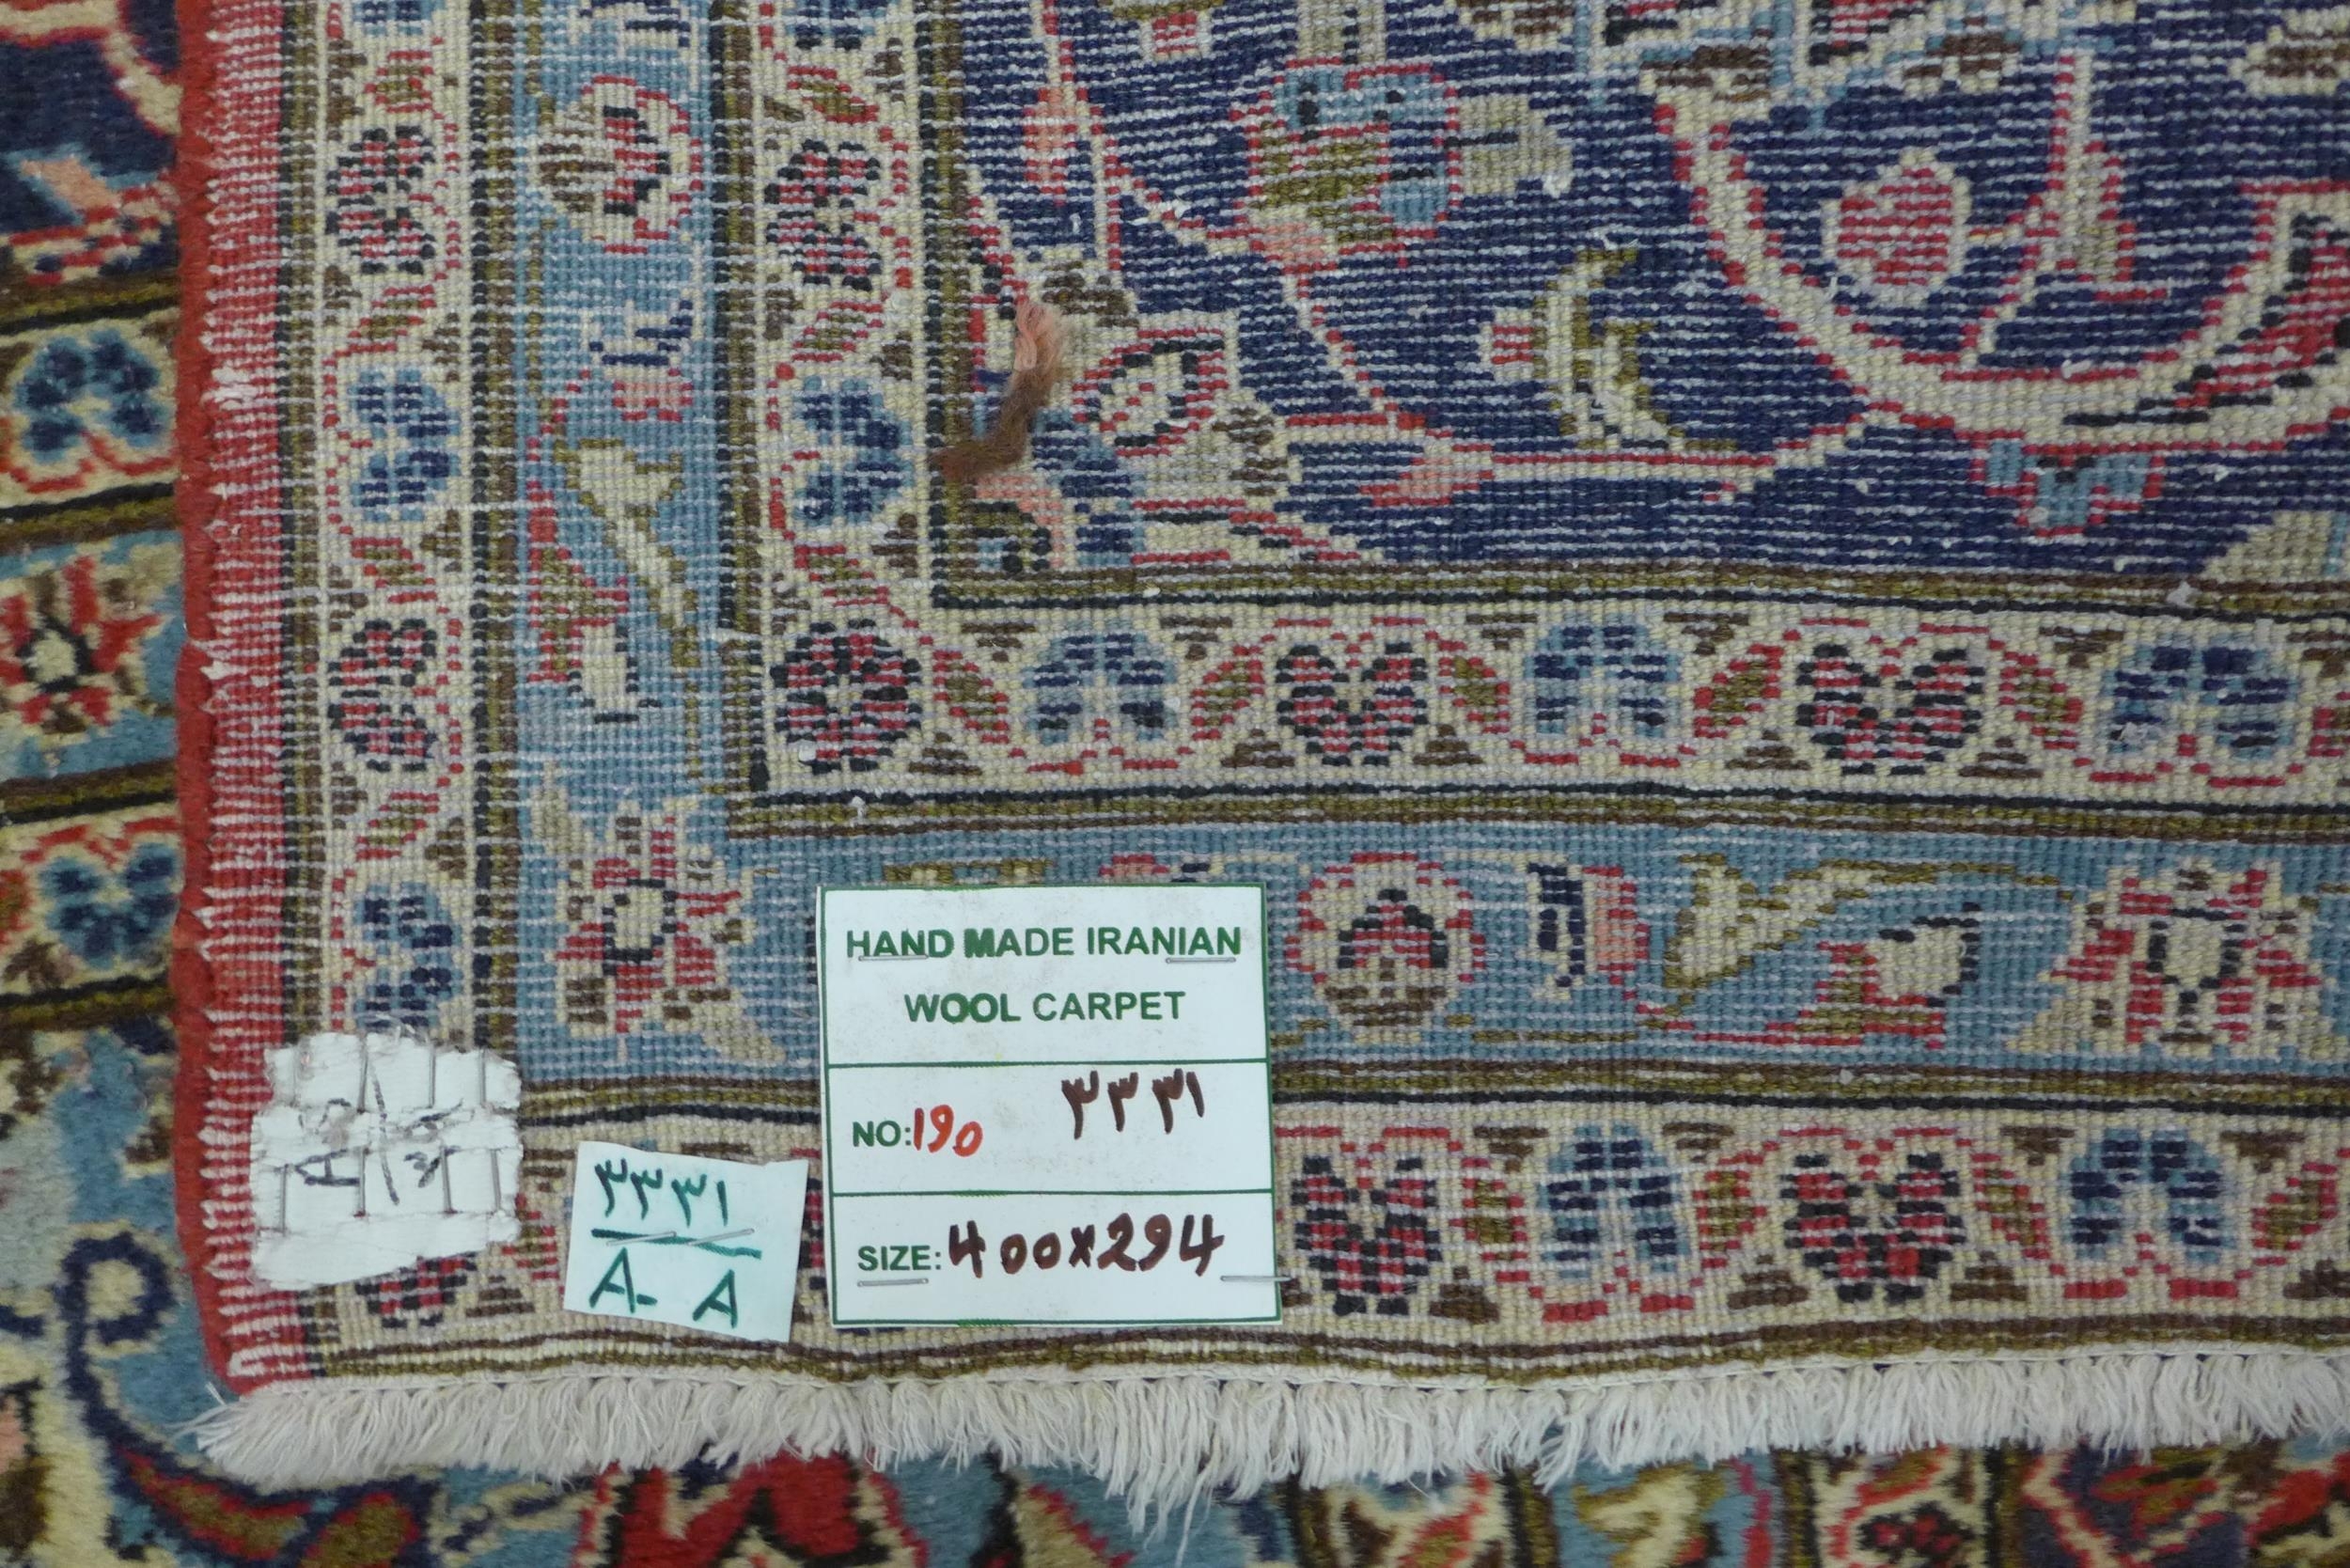 HAND MADE IRANIAN
WOOL CARPET
NO:190 ۳۳۳۱
SIZE: 400x294
۳۳۳۱
A- A